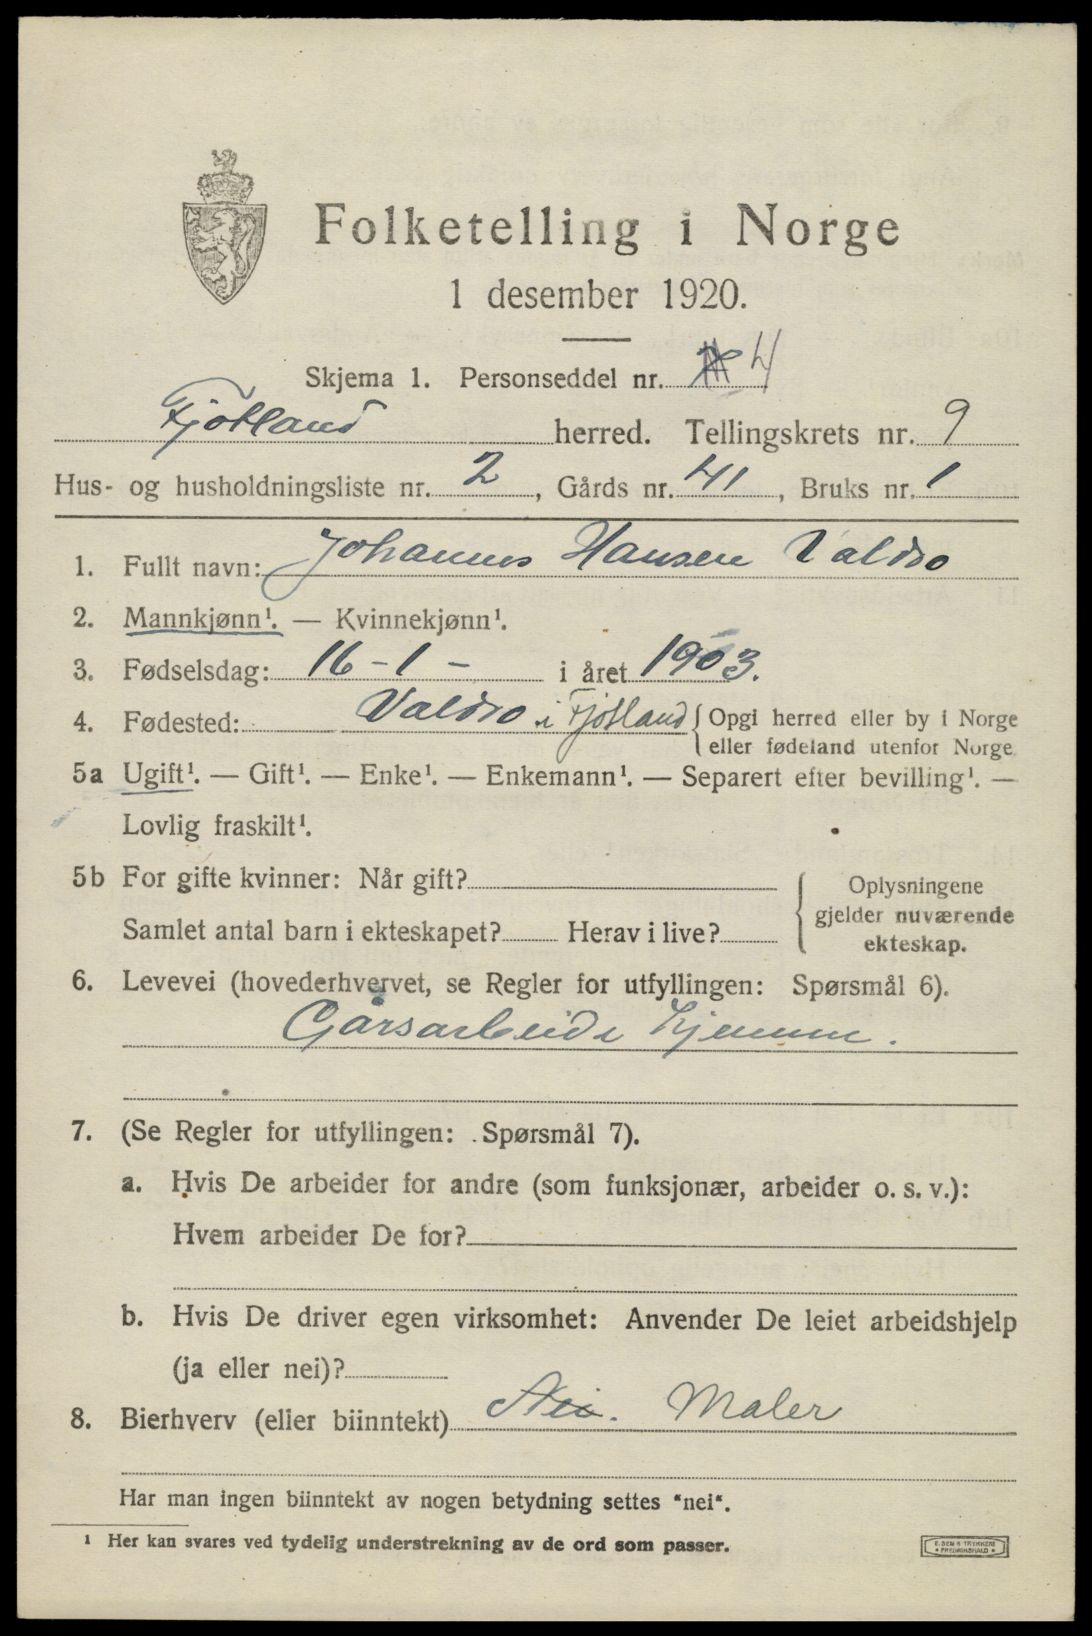 Folketelling i Norge
1 desember 1920.
Skjema 1. Personseddel nr. 4
Fjotland herred. Tellingskrets nr. 9
Hus- og husholdningsliste nr. 2, Gårds nr. 41, Bruks nr. 1
1. Fullt navn: Johannes Hansen Valdro
2. Mannkjønn¹. — Kvinnekjønn¹.
3. Fødselsdag: 16-1- i året 1903.
4. Fødested: Valdro i Fjotland { Opgi herred eller by i Norge
eller fødeland utenfor Norge
5a Ugift¹. — Gift¹. — Enke¹. — Enkemann¹. — Separert efter bevilling¹. —
Lovlig fraskilt¹.
5b For gifte kvinner: Når gift?
Samlet antal barn i ekteskapet? Herav i live?
Oplysningene
gjelder nuværende
ekteskap.
6. Levevei (hovederhvervet, se Regler for utfyllingen: Spørsmål 6).
Gårsarbeide hjemme.
7. (Se Regler for utfyllingen: Spørsmål 7).
a. Hvis De arbeider for andre (som funksjonær, arbeider o. s. v.):
Hvem arbeider De for?
b. Hvis De driver egen virksomhet: Anvender De leiet arbeidshjelp
(ja eller nei)?
8. Bierhverv (eller biinntekt) Nei. Maler
Har man ingen biinntekt av nogen betydning settes "nei".
¹ Her kan svares ved tydelig understrekning av de ord som passer.